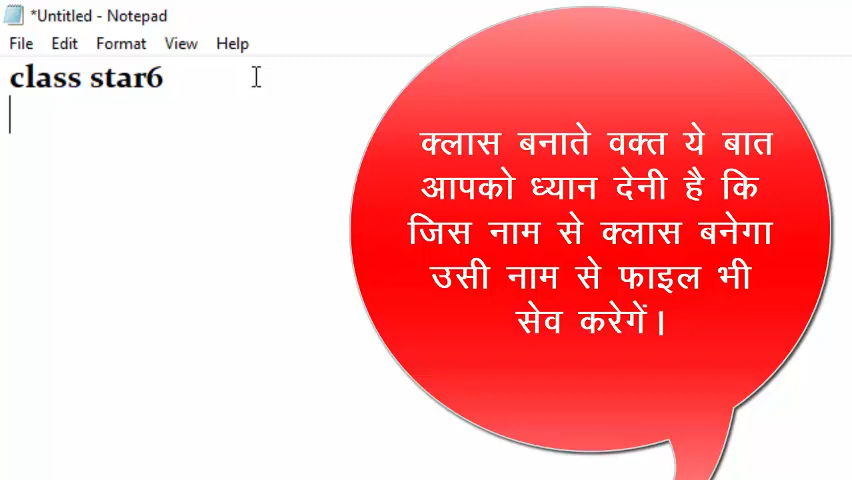 *Untitled - Notepad
File Edit Format View Help
class star6
क्लास बनाते वक्त ये बात
आपको ध्यान देनी है कि
जिस नाम से क्लास बनेगा
उसी नाम से फाइल भी
सेव करेगें।